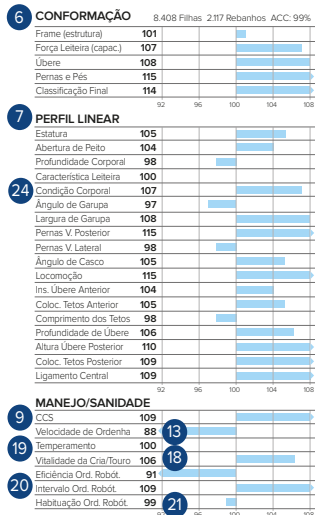 6 CONFORMAÇÃO 8.408 Filhas 2.117 Rebanhos ACC: 99%
Frame (estrutura) 101
Força Leiteira (capac.) 107
Úbere 108
Pernas e Pés 115
Classificação Final 114
92 96 100 104 108
7 PERFIL LINEAR
Estatura 105
Abertura de Peito 104
Profundidade Corporal 98
Característica Leiteira 100
24 Condição Corporal 107
Ângulo de Garupa 97
Largura de Garupa 108
Pernas V. Posterior 115
Pernas V. Lateral 98
Ângulo de Casco 105
Locomoção 115
Ins. Úbere Anterior 104
Coloc. Tetos Anterior 105
Comprimento dos Tetos 98
Profundidade de Úbere 106
Altura Úbere Posterior 110
Coloc. Tetos Posterior 109
Ligamento Central 109
92 96 100 104 108
MANEJO/SANIDADE
9 CCS 109
Velocidade de Ordenha 88 13
19 Temperamento 100
Vitalidade da Cria/Touro 106 18
Eficiência Ord. Robót. 91
20 Intervalo Ord. Robót. 109
Habituação Ord. Robót. 99 21
92 96 100 104 108